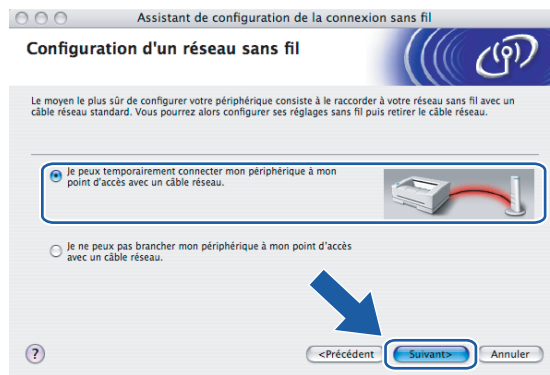 Assistant de configuration de la connexion sans fil
Configuration d'un réseau sans fil
Le moyen le plus sûr de configurer votre périphérique consiste à le raccorder à votre réseau sans fil avec un
câble réseau standard. Vous pourrez alors configurer ses réglages sans fil puis retirer le câble réseau.
Je peux temporairement connecter mon périphérique à mon
point d'accès avec un câble réseau.
Je ne peux pas brancher mon périphérique à mon point d'accès
avec un câble réseau.
?
<Précédent
Suivant>
Annuler